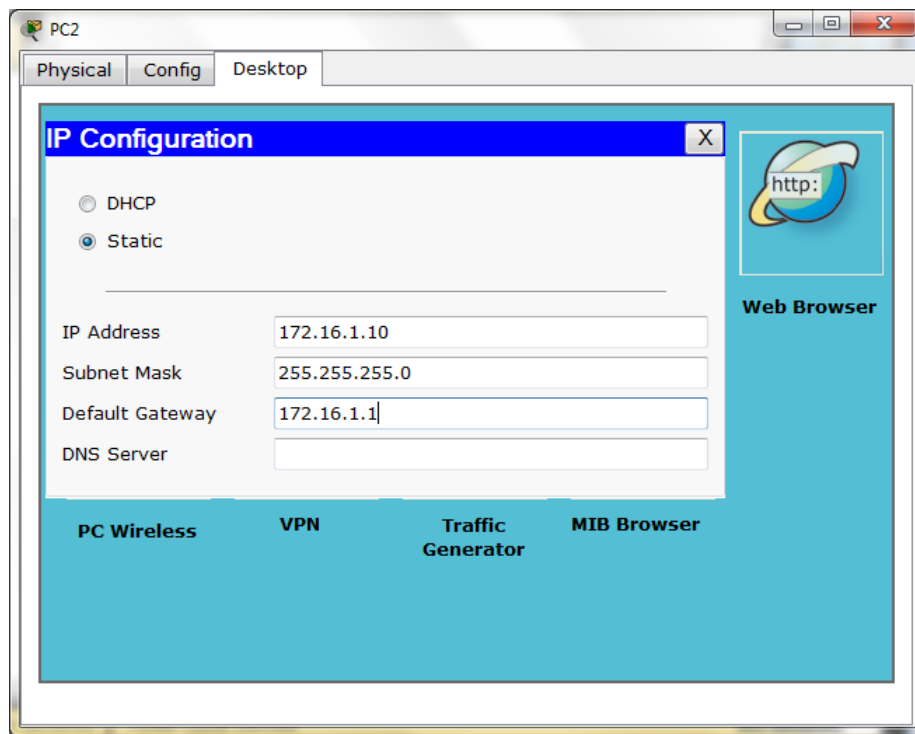 PC2
Physical Config Desktop
IP Configuration X
http:
DHCP
Static
Web Browser
IP Address 172.16.1.10
Subnet Mask 255.255.255.0
Default Gateway 172.16.1.1
DNS Server
PC Wireless VPN Traffic Generator MIB Browser